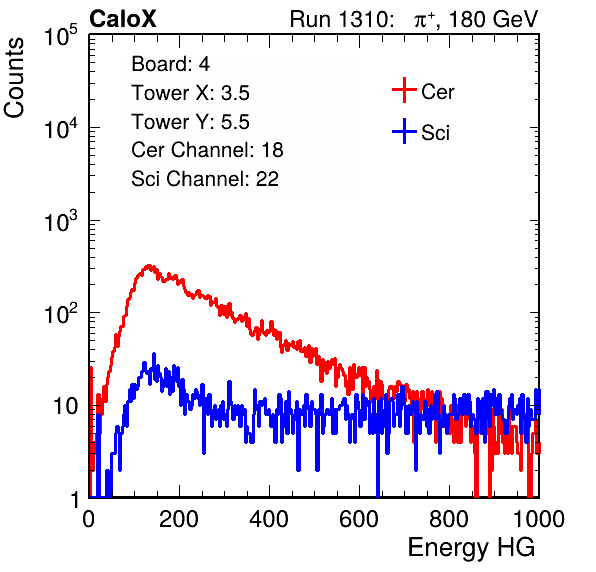 CaloX Run 1310: π⁺, 180 GeV
Counts
10⁵
10⁴
10³
10²
10
1
Board: 4
Tower X: 3.5
Tower Y: 5.5
Cer Channel: 18
Sci Channel: 22
Cer
Sci
0 200 400 600 800 1000
Energy HG